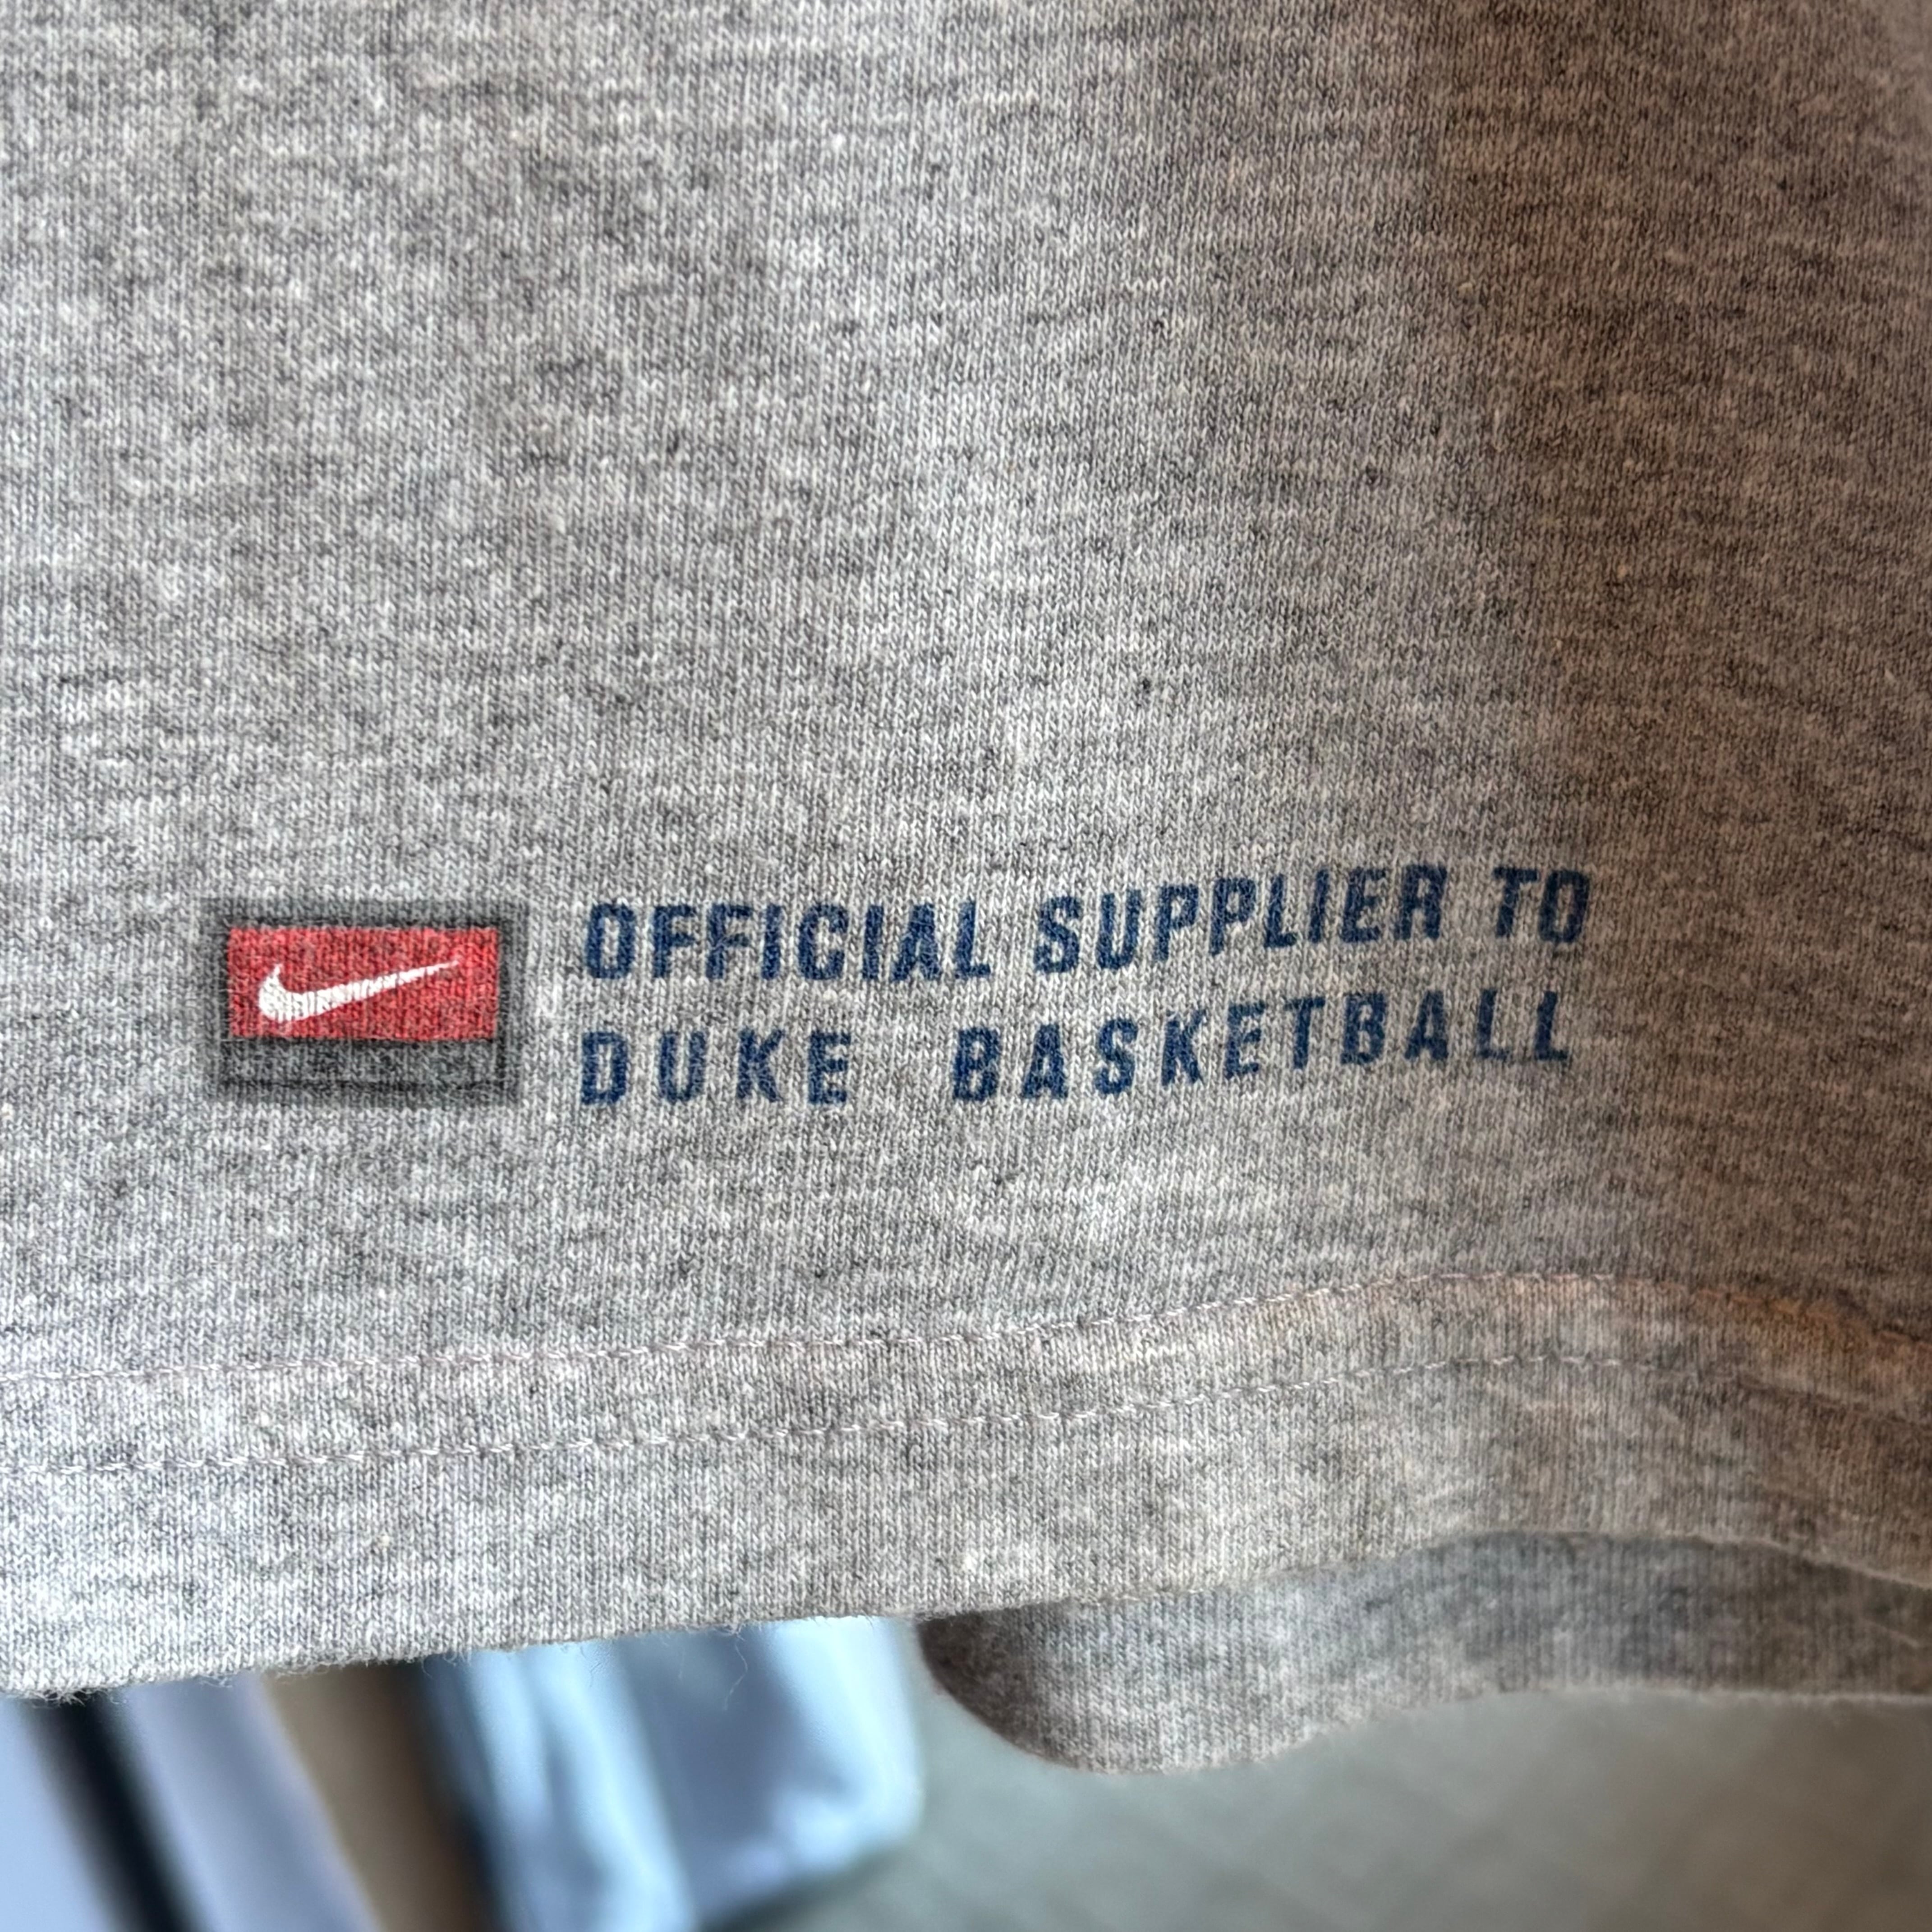 OFFICIAL SUPPLIER TO
DUKE BASKETBALL